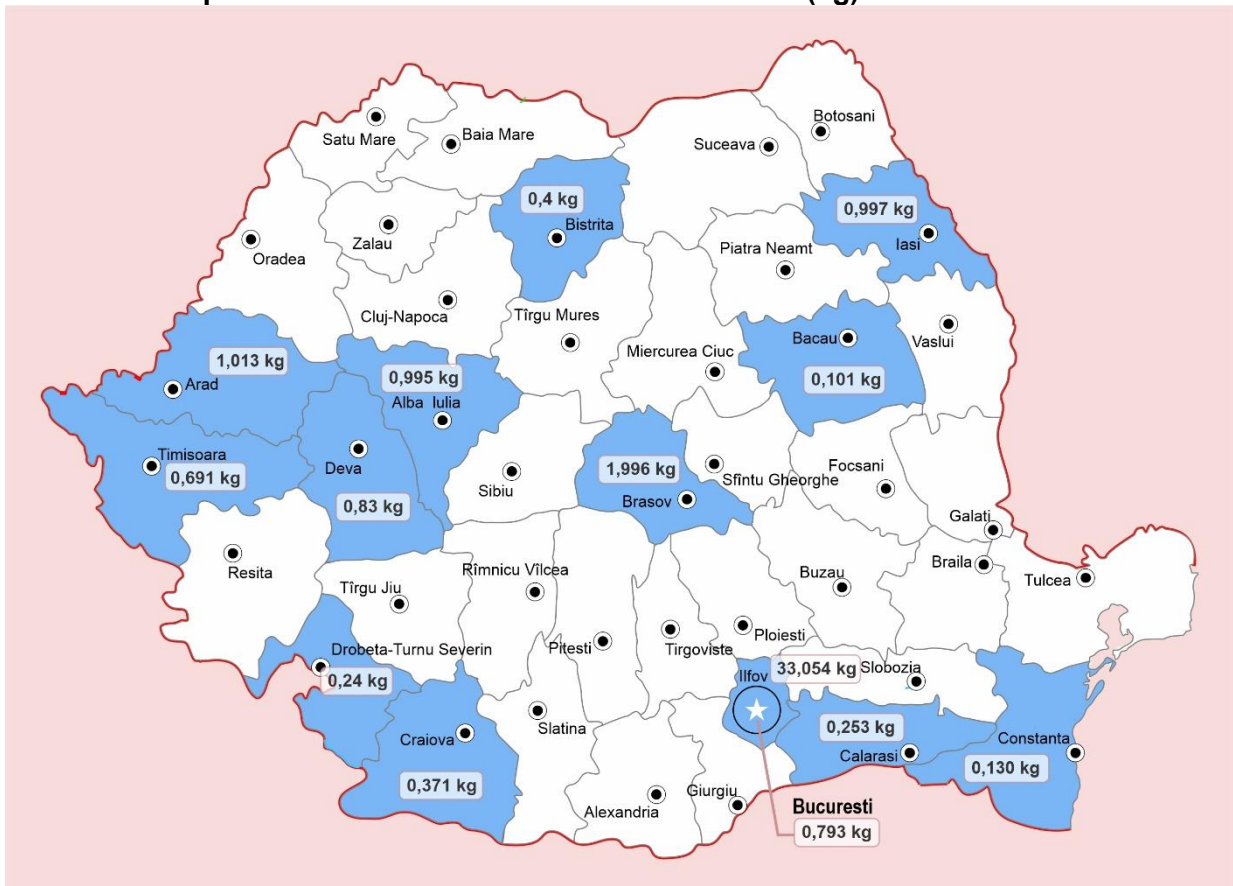 (kg)
Botosani
Satu Mare
Baia Mare
Suceava
0,4 kg
0,997 kg
Bistrita
Zalau
Iasi
Oradea
Piatra Neamt
Cluj-Napoca
Tîrgu Mures
Bacau
Vaslui
Miercurea Ciuc
1,013 kg
0,995 kg
0,101 kg
Arad
Alba Iulia
Timisoara
Deva
0,691 kg
1,996 kg
Focsani
Sibiu
Sfîntu Gheorghe
0,83 kg
Brasov
Galati
Resita
Rîmnicu Vîlcea
Buzau
Braila
Tulcea
Tîrgu Jiu
Ploiesti
Drobeta-Turnu Severin
Pitesti
Tirgoviste
33,054 kg
Slobozia
0,24 kg
Ilfov
Slatina
0,253 kg
Craiova
Constanta
Calarasi
0,130 kg
0,371 kg
Giurgiu
Alexandria
Bucuresti
0,793 kg